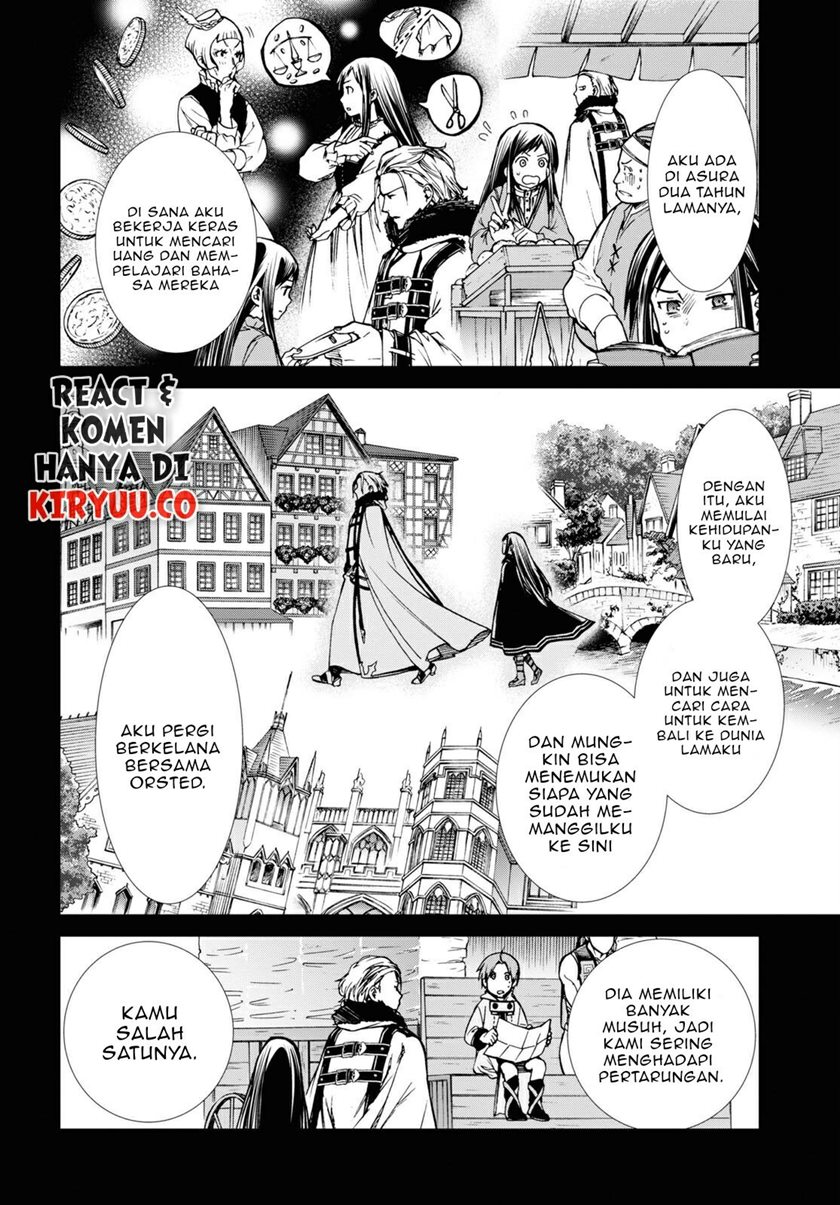 AKU ADA
DI ASURA
DUA TAHUN
LAMANYA,
DI SANA AKU
BEKERJA KERAS
UNTUK MENCARI
UANG DAN MEM-
PELAJARI BAHA-
SA MEREKA
REACT &
KOMEN
HANYA DI
KIRYUU.CO
DENGAN
ITU, AKU
MEMULAI
KEHIDUPAN-
KU YANG
BARU,
DAN JUGA
UNTUK MEN-
CARI CARA
UNTUK KEM-
BALI KE DUNIA
LAMAKU
DAN MUNG-
KIN BISA
MENEMUKAN
SIAPA YANG
SUDAH ME-
MANGGILKU
KE SINI
AKU PERGI
BERKELANA
BERSAMA
ORSTED.
DIA MEMILIKI
BANYAK
MUSUH, JADI
KAMI SERING
MENGHADAPI
PERTARUNGAN.
KAMU
SALAH
SATUNYA.